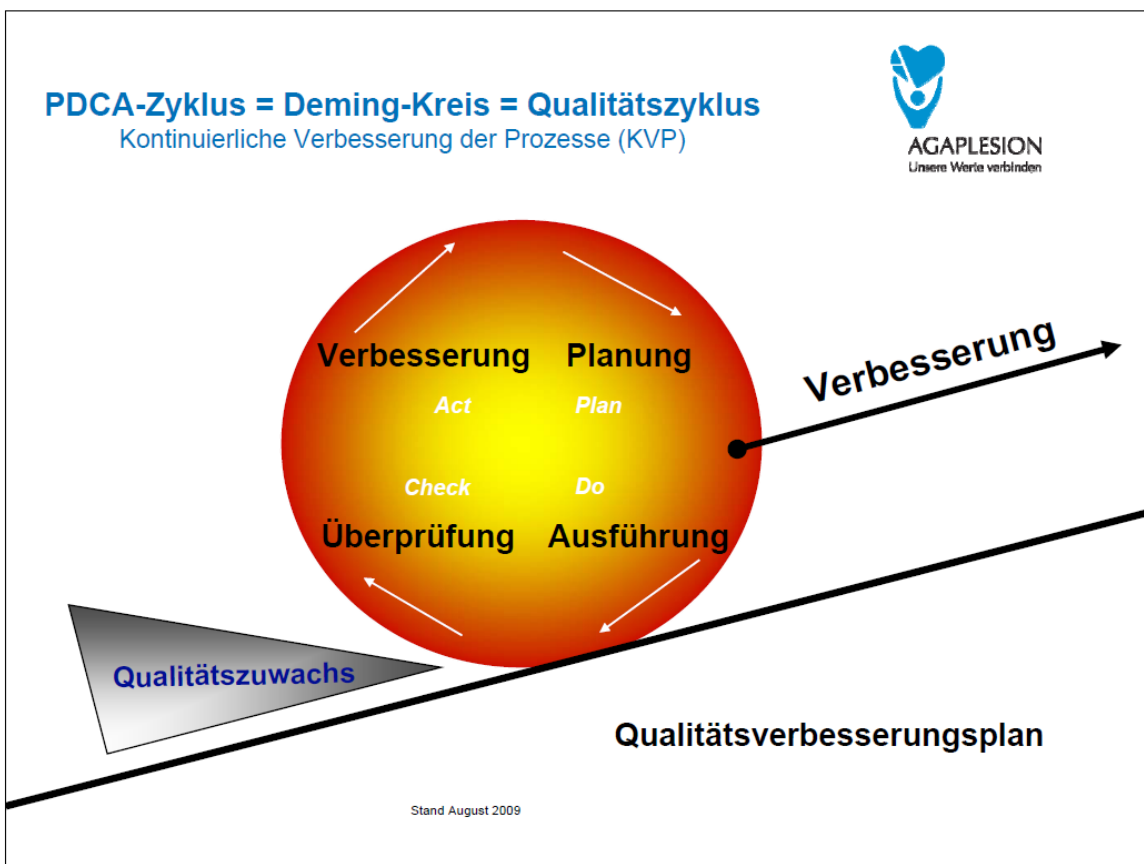 PDCA-Zyklus = Deming-Kreis = Qualitätszyklus
Kontinuierliche Verbesserung der Prozesse (KVP)
AGAPLESION
Unsere Werte verbinden
Verbesserung Planung
Act Plan
Check Do
Überprüfung Ausführung
Verbesserung
Qualitätszuwachs
Qualitätsverbesserungsplan
Stand August 2009